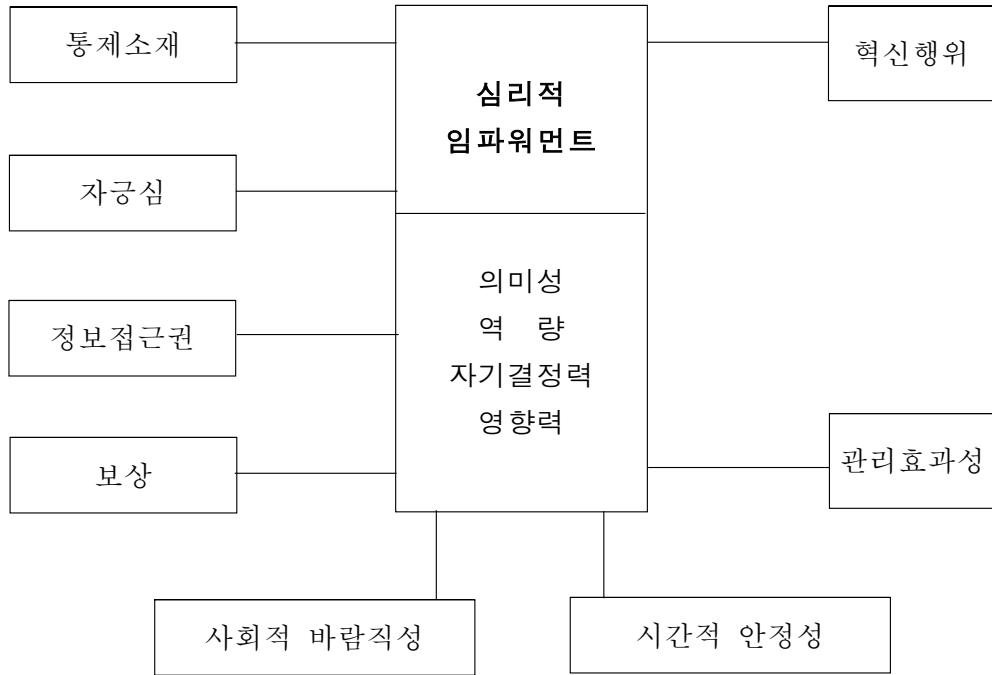 통제소재
자긍심
정보접근권
보상
심리적
임파워먼트
의미성
역 량
자기결정력
영향력
혁신행위
관리효과성
사회적 바람직성
시간적 안정성